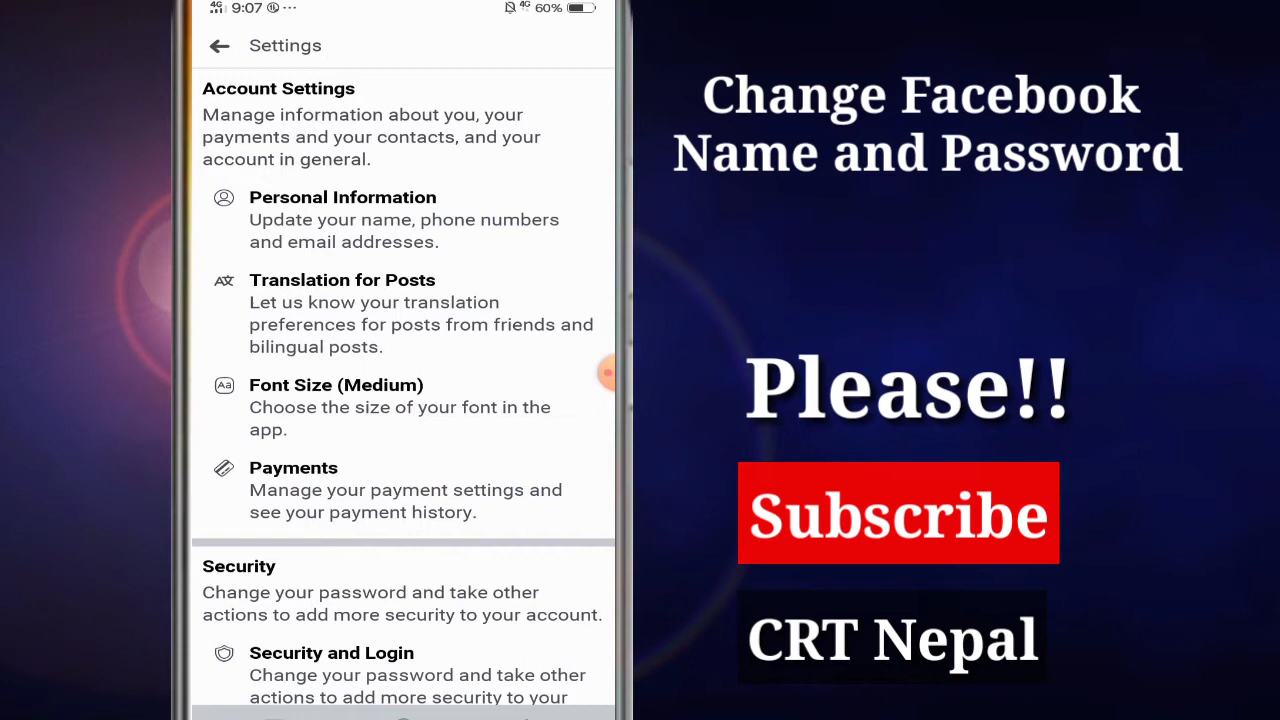 4G 9:07 ... 4G 60%
Settings
Account Settings
Manage information about you, your
payments and your contacts, and your
account in general.
Personal Information
Update your name, phone numbers
and email addresses.
Translation for Posts
Let us know your translation
preferences for posts from friends and
bilingual posts.
Aa Font Size (Medium)
Choose the size of your font in the
app.
Payments
Manage your payment settings and
see your payment history.
Security
Change your password and take other
actions to add more security to your account.
Security and Login
Change your password and take other
actions to add more security to your
Change Facebook
Name and Password
Please!!
Subscribe
CRT Nepal